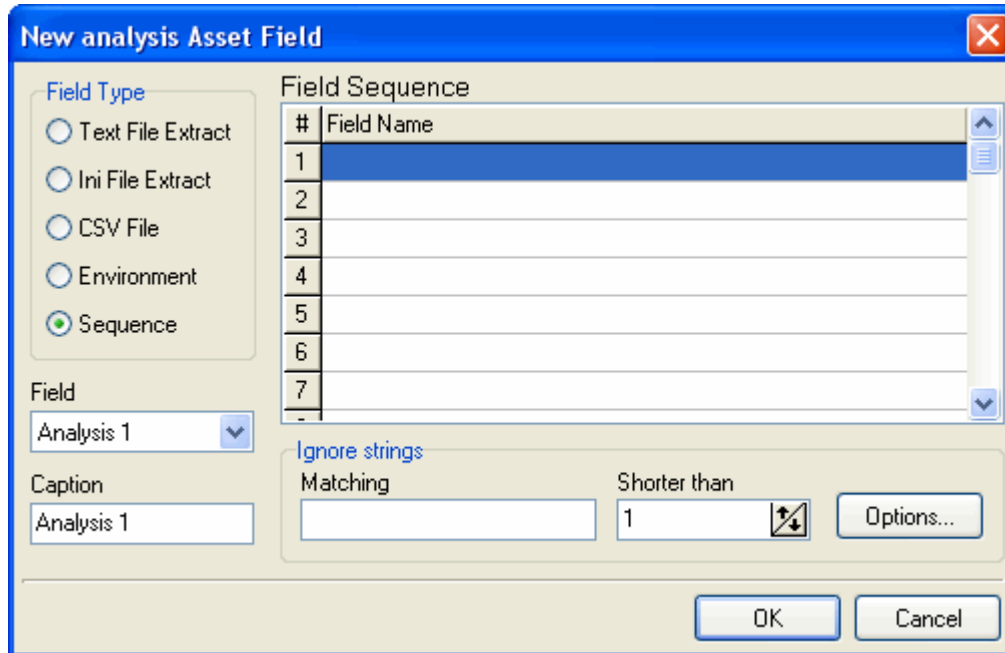 New analysis Asset Field
Field Type
Text File Extract
Ini File Extract
CSV File
Environment
Sequence
Field
Analysis 1
Caption
Analysis 1
Field Sequence
# Field Name
1
2
3
4
5
6
7
Ignore strings
Matching
Shorter than
1
Options...
OK
Cancel